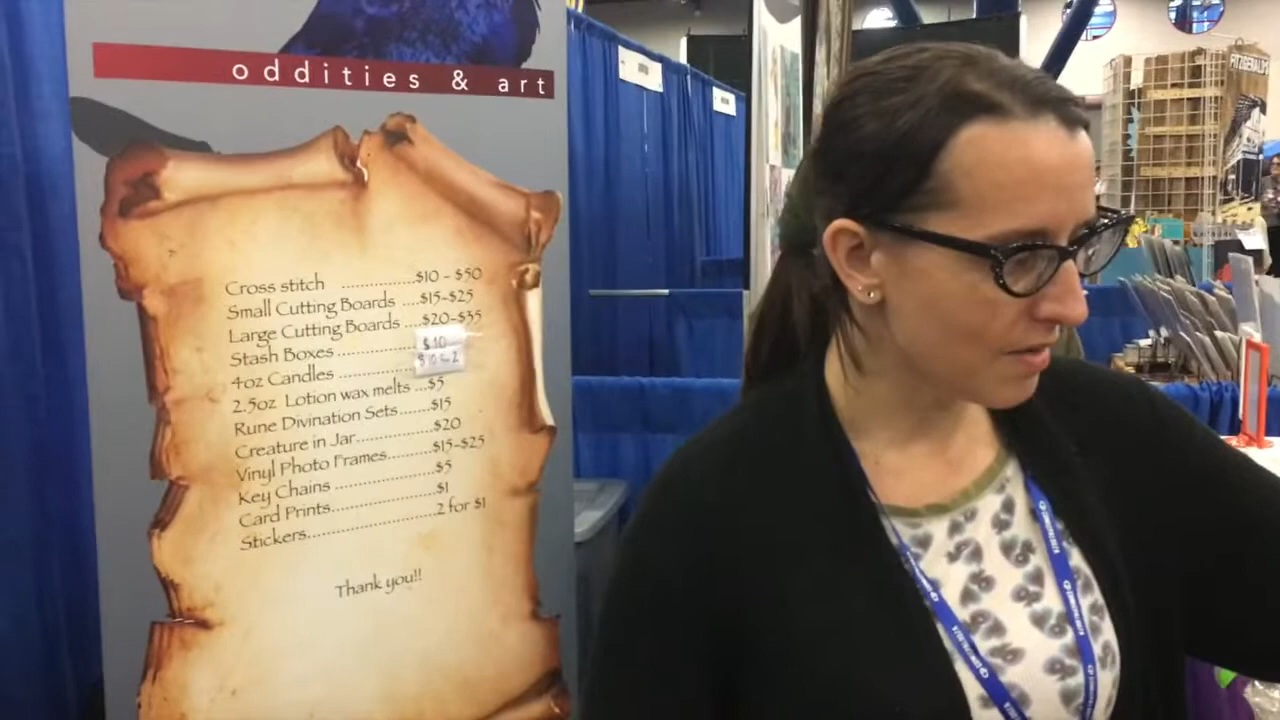 oddities & art
Cross stitch ................$10 - $50
Small Cutting Boards ....$15-$25
Large Cutting Boards ....$20-$35
Stash Boxes ................$10
4oz Candles ................
2.5oz Lotion wax melts ...$5
Rune Divination Sets.......$15
Creature in Jar................$20
Vinyl Photo Frames.........$15-$25
Key Chains ......................$5
Card Prints.......................$1
Stickers............................2 for $1
Thank you!!
FITZGERALD'S